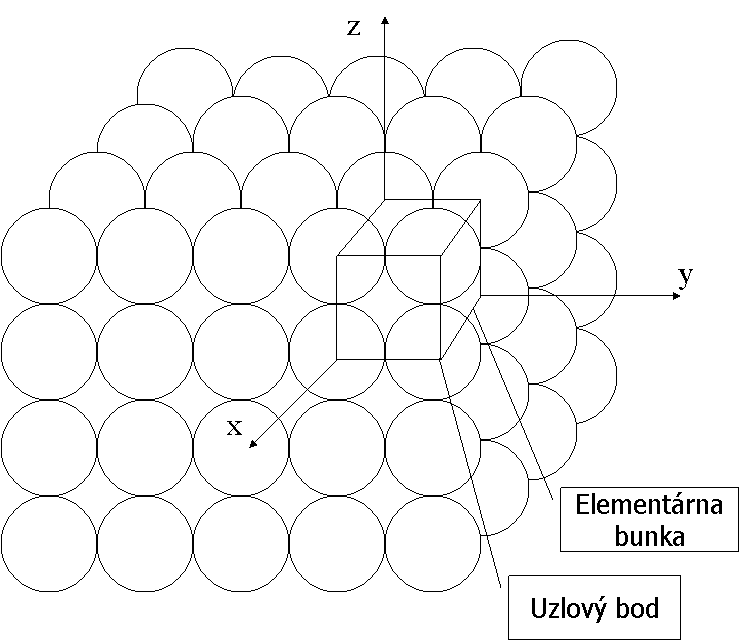 z
y
x
Elementárna
bunka
Uzlový bod